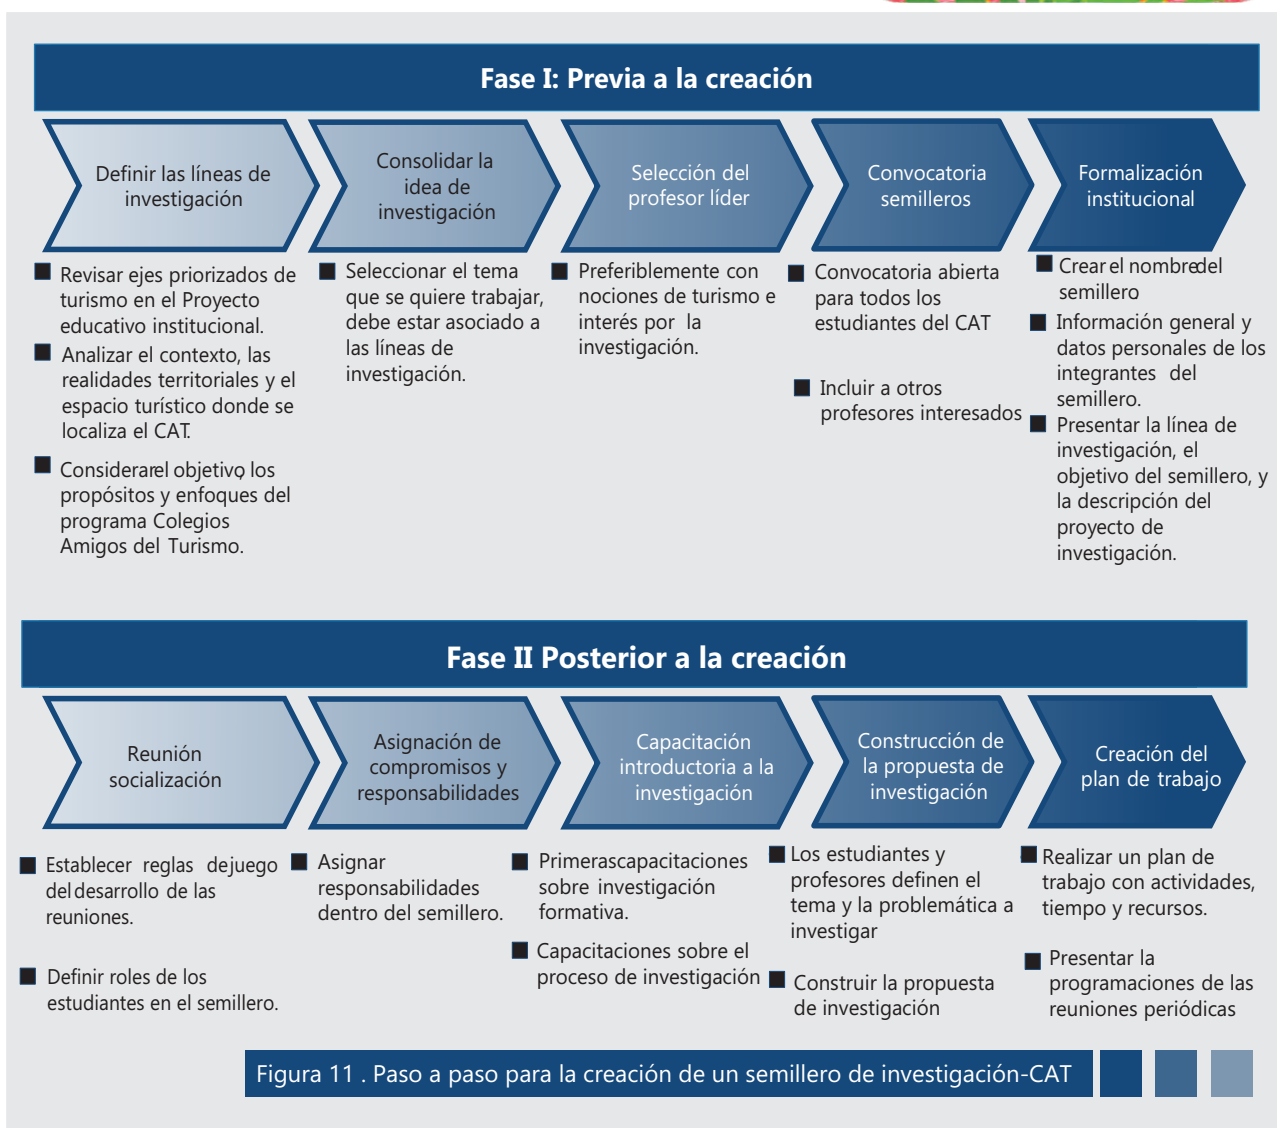 Fase I: Previa a la creación
Definir las líneas de
investigación
Consolidar la
idea de
investigación
Selección del
profesor líder
Convocatoria
semilleros
Formalización
institucional
Revisar ejes priorizados de
turismo en el Proyecto
educativo institucional.
Analizar el contexto, las
realidades territoriales y el
espacio turístico donde se
localiza el CAT.
Considerar el objetivo, los
propósitos y enfoques del
programa Colegios
Amigos del Turismo.
Seleccionar el tema
que se quiere trabajar,
debe estar asociado a
las líneas de
investigación.
Preferiblemente con
nociones de turismo e
interés por la
investigación.
Convocatoria abierta
para todos los
estudiantes del CAT
Incluir a otros
profesores interesados
Crear el nombre del
semillero.
Información general y
datos personales de los
integrantes del
semillero.
Presentar la línea de
investigación, el
objetivo del semillero, y
la descripción del
proyecto de
investigación.
Fase II Posterior a la creación
Reunión
socialización
Asignación de
compromisos y
responsabilidades
Capacitación
introductoria a la
investigación
Construcción de
la propuesta de
investigación
Creación del
plan de trabajo
Establecer reglas de juego
del desarrollo de las
reuniones.
Definir roles de los
estudiantes en el semillero.
Asignar
responsabilidades
dentro del semillero.
Primeras capacitaciones
sobre investigación
formativa.
Capacitaciones sobre el
proceso de investigación
Los estudiantes y
profesores definen el
tema y la problemática a
investigar
Construir la propuesta
de investigación
Realizar un plan de
trabajo con actividades,
tiempo y recursos.
Presentar la
programaciones de las
reuniones periódicas
Figura 11 . Paso a paso para la creación de un semillero de investigación-CAT